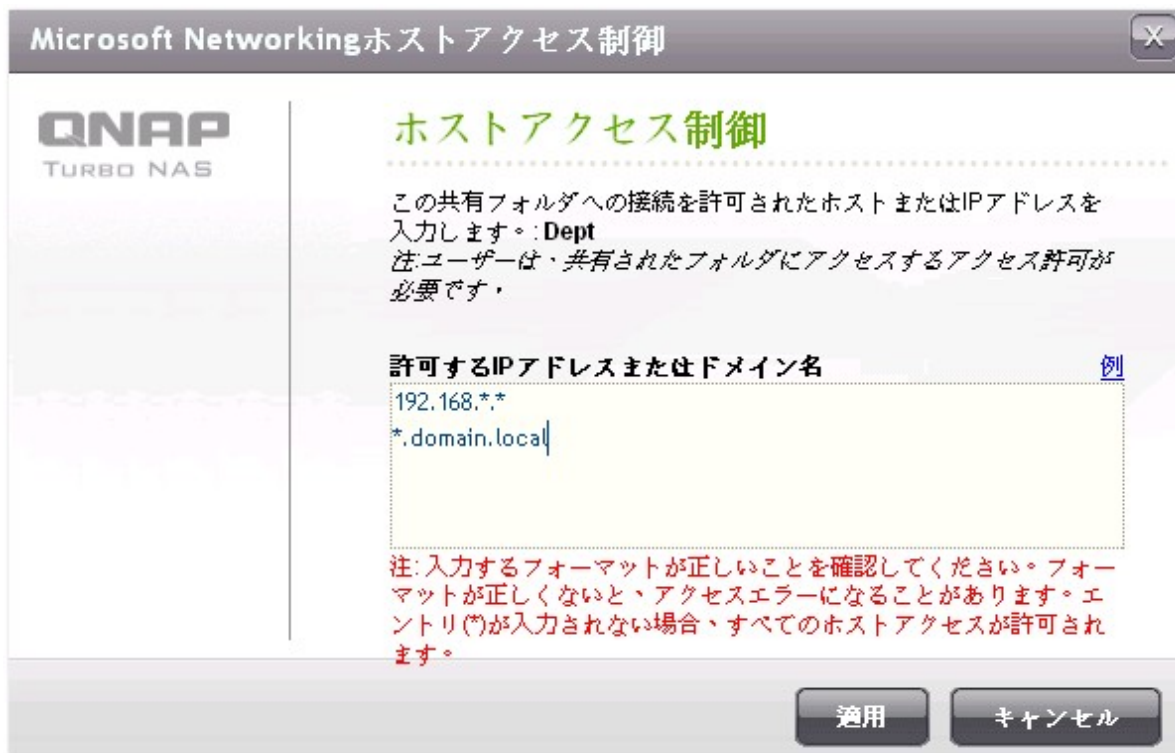 Microsoft Networkingホストアクセス制御
X
QNAP
TURBO NAS
ホストアクセス制御
この共有フォルダへの接続を許可されたホストまたはIPアドレスを
入力します。: Dept
注:ユーザーは、共有されたフォルダにアクセスするアクセス許可が
必要です.
許可するIPアドレスまたはドメイン名
例
192.168.*.*
*.domain.local
注: 入力するフォーマットが正しいことを確認してください。フォー
マットが正しくないと、アクセスエラーになることがあります。エ
ントリ(*)が入力されない場合、すべてのホストアクセスが許可され
ます。
適用
キャンセル